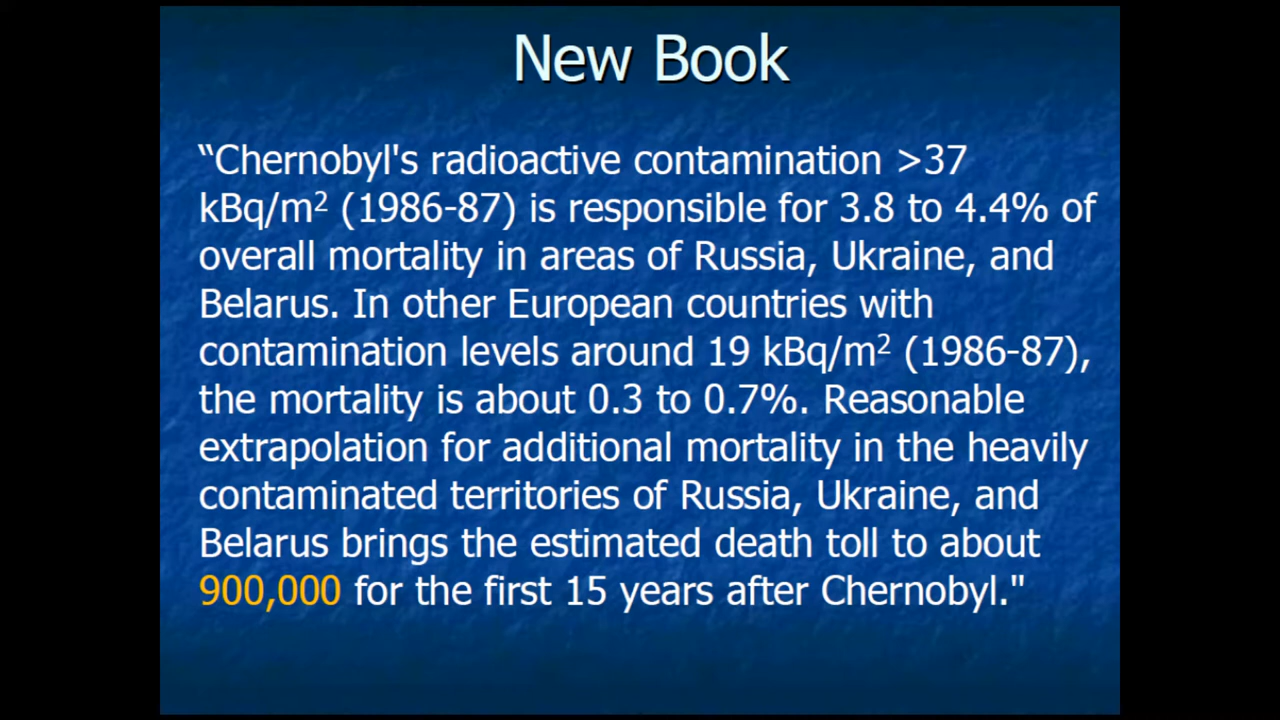 New Book
“Chernobyl's radioactive contamination >37
kBq/m² (1986-87) is responsible for 3.8 to 4.4% of
overall mortality in areas of Russia, Ukraine, and
Belarus. In other European countries with
contamination levels around 19 kBq/m² (1986-87),
the mortality is about 0.3 to 0.7%. Reasonable
extrapolation for additional mortality in the heavily
contaminated territories of Russia, Ukraine, and
Belarus brings the estimated death toll to about
900,000 for the first 15 years after Chernobyl."